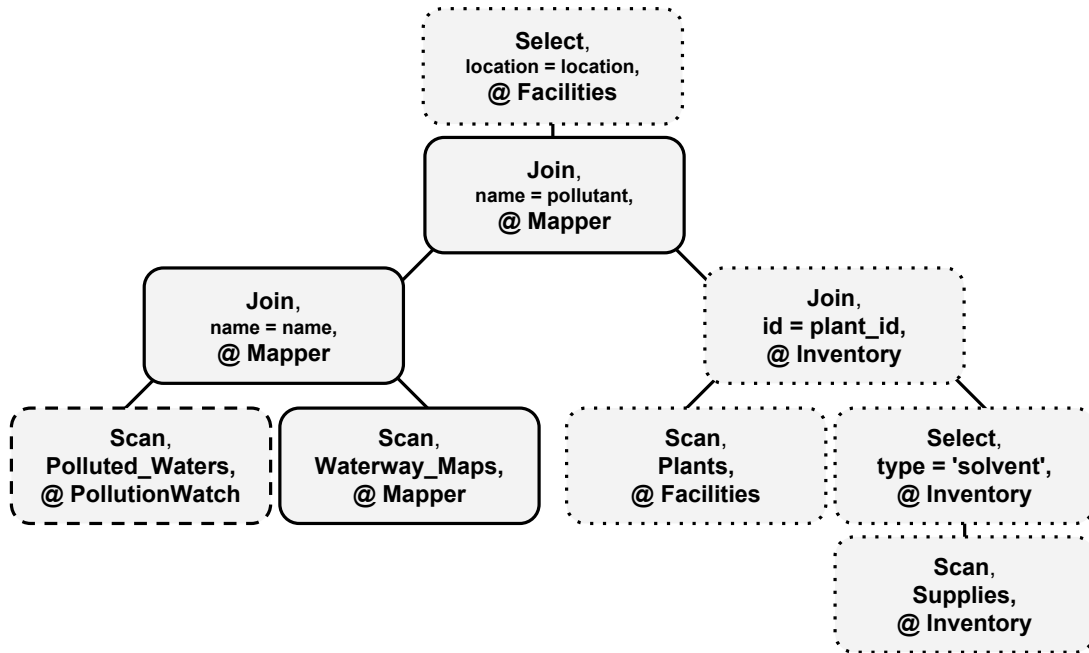 Select,
location = location,
@ Facilities
Join,
name = pollutant,
@ Mapper
Join,
name = name,
@ Mapper
Join,
id = plant_id,
@ Inventory
Scan,
Polluted_Waters,
@ PollutionWatch
Scan,
Waterway_Maps,
@ Mapper
Scan,
Plants,
@ Facilities
Select,
type = 'solvent',
@ Inventory
Scan,
Supplies,
@ Inventory